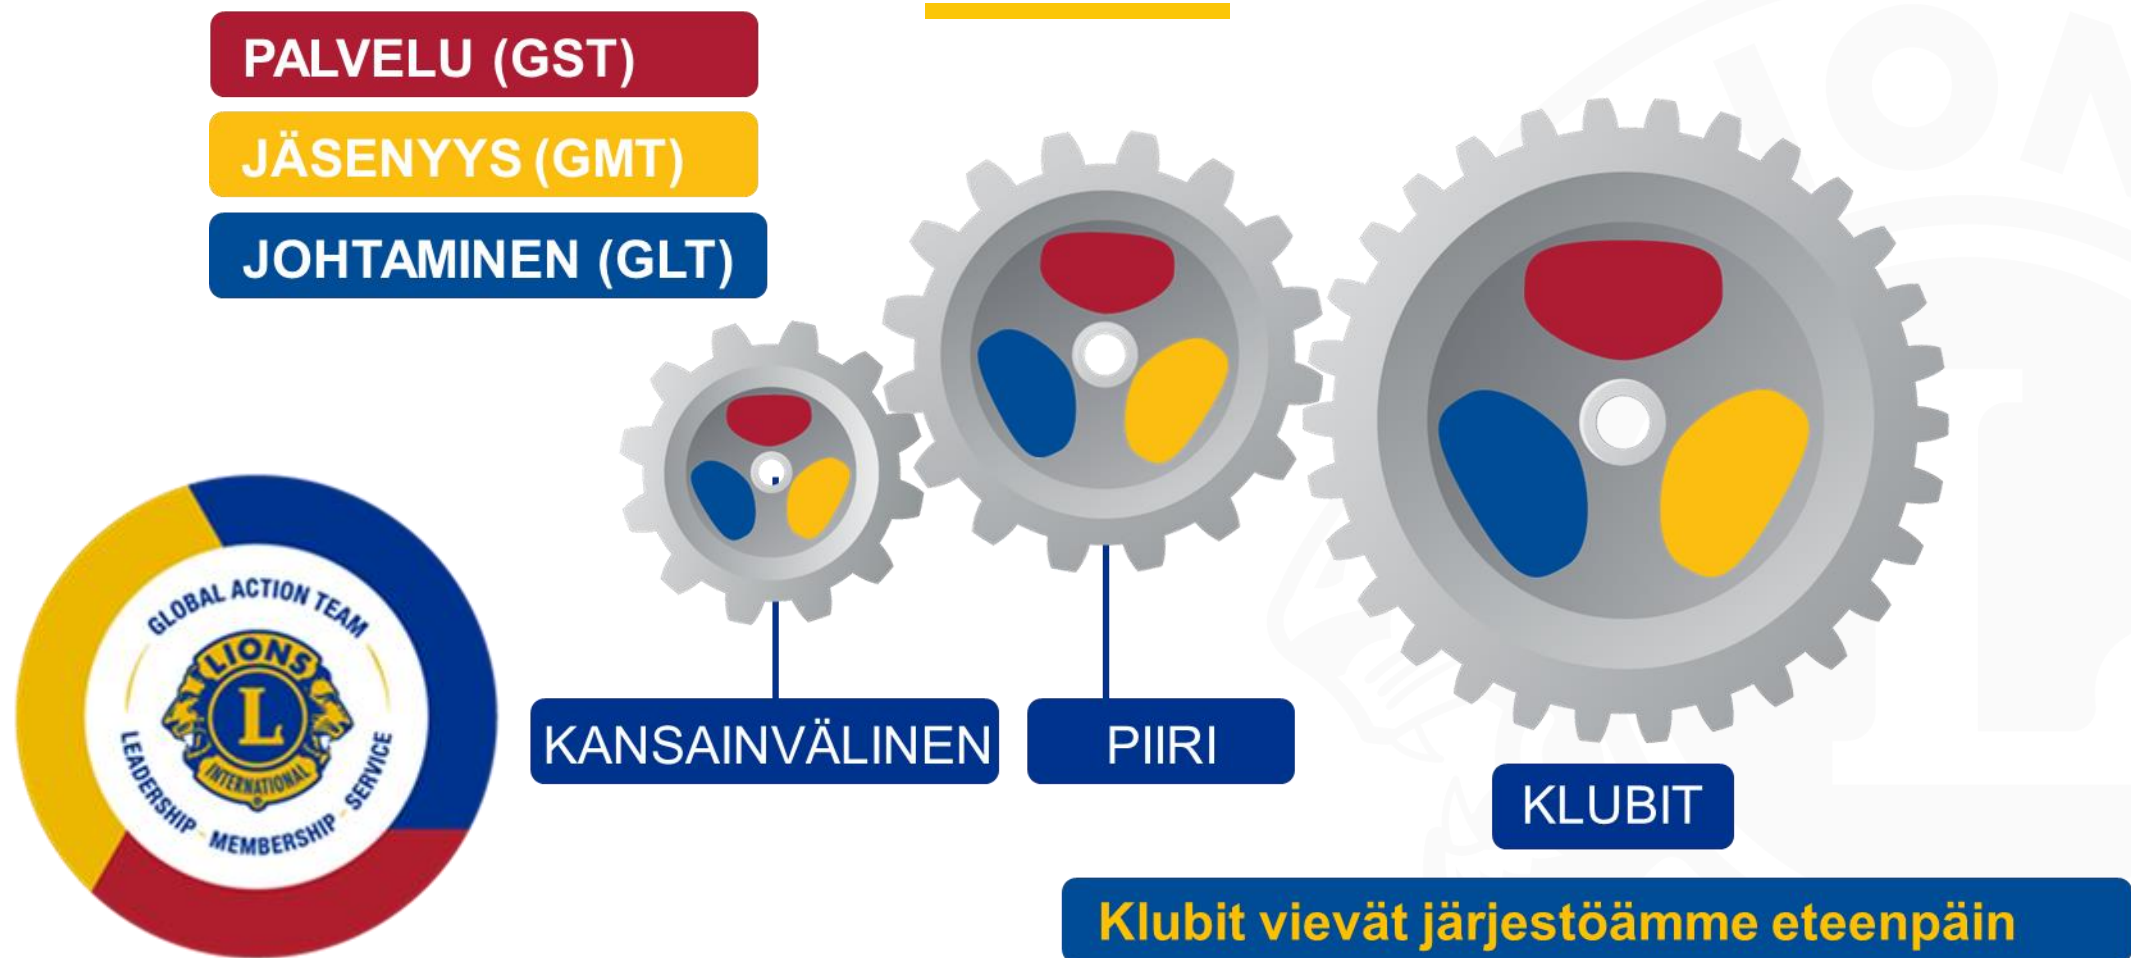 PALVELU (GST)
JÄSENYYS (GMT)
JOHTAMINEN (GLT)
GLOBAL ACTION TEAM
LIONS
L
INTERNATIONAL
LEADERSHIP - MEMBERSHIP - SERVICE
KANSAINVÄLINEN
PIIRI
KLUBIT
Klubit vievät järjestöämme eteenpäin